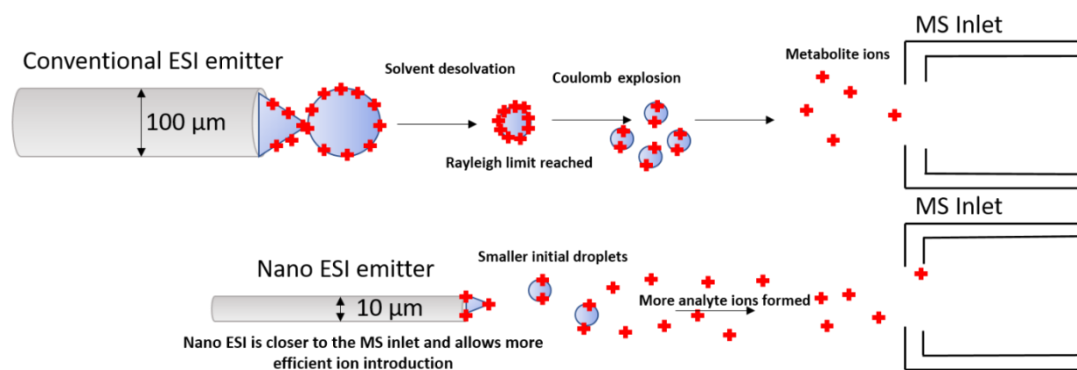 MS Inlet
Conventional ESI emitter
Metabolite ions
Solvent desolvation
Coulomb explosion
100 µm
Rayleigh limit reached
MS Inlet
Nano ESI emitter
Smaller initial droplets
10 µm
More analyte ions formed
Nano ESI is closer to the MS inlet and allows more
efficient ion introduction